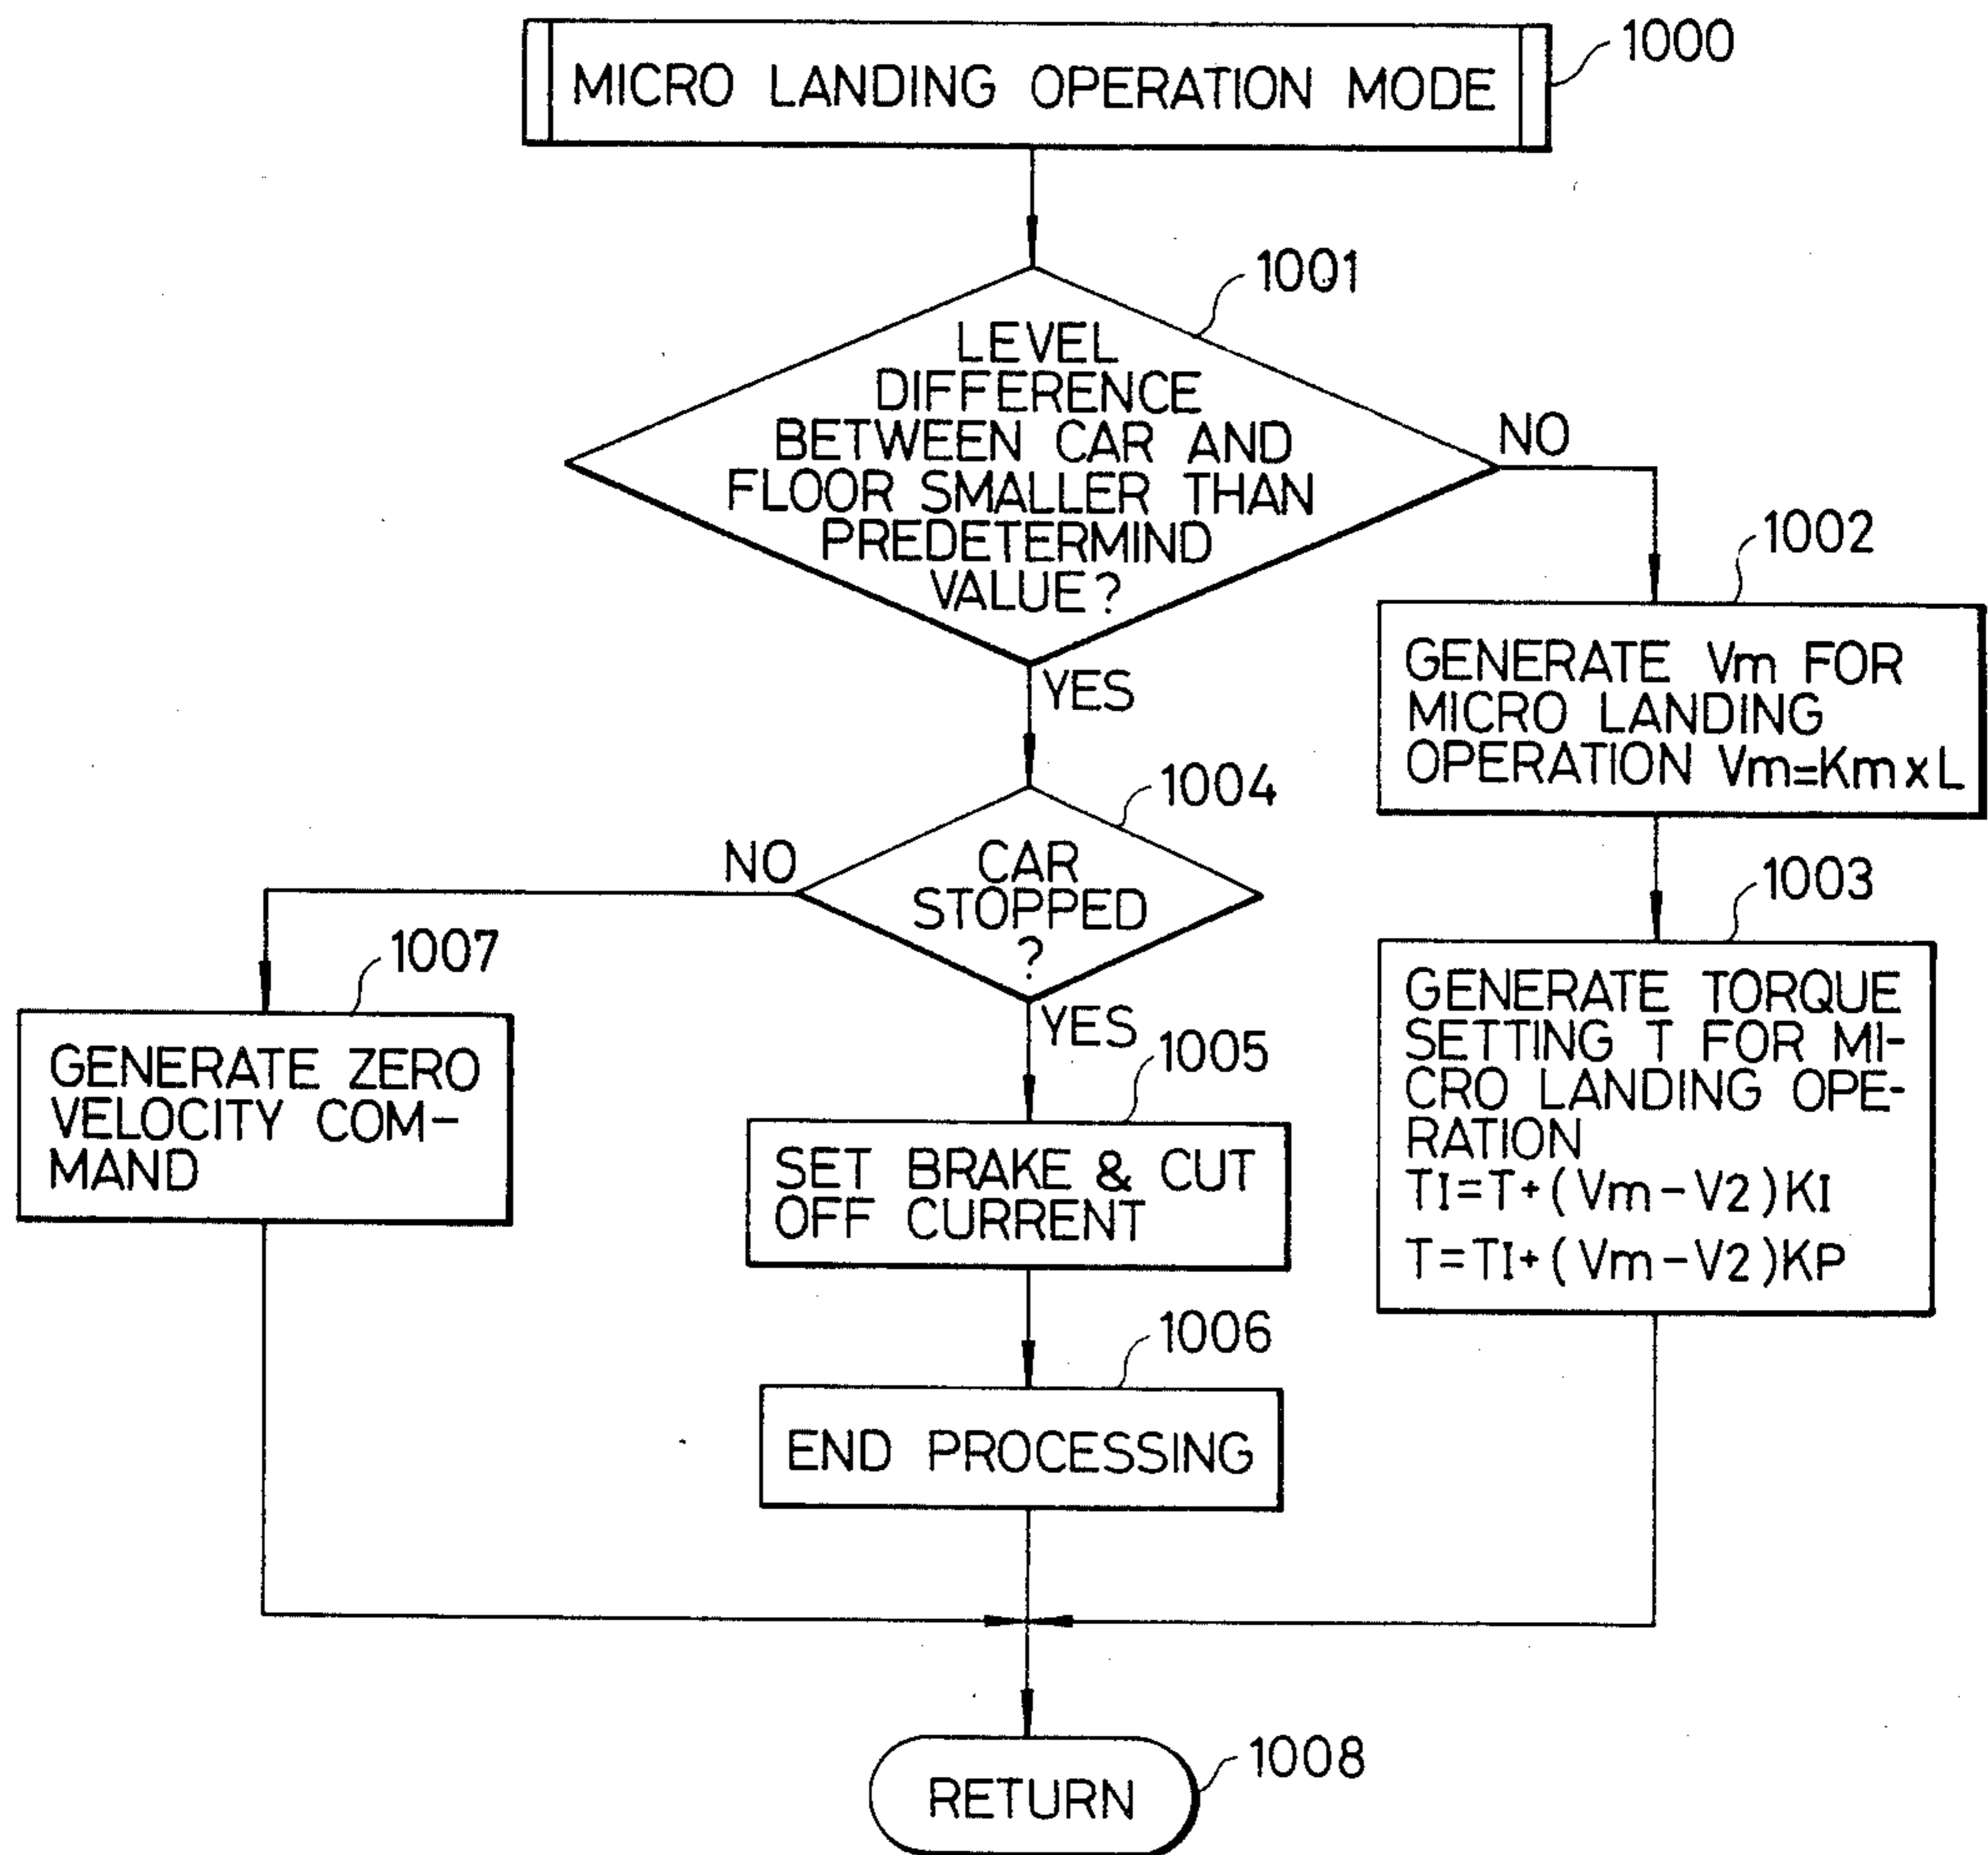 1000
MICRO LANDING OPERATION MODE
1001
LEVEL
DIFFERENCE
BETWEEN CAR AND
FLOOR SMALLER THAN
PREDETERMIND
VALUE?
NO
YES
1002
GENERATE Vm FOR
MICRO LANDING
OPERATION Vm=Km×L
1003
GENERATE TORQUE
SETTING T FOR MI-
CRO LANDING OPE-
RATION
TI=T+(Vm-V2)KI
T=TI+(Vm-V2)KP
1004
CAR
STOPPED
?
NO
YES
1007
GENERATE ZERO
VELOCITY COM-
MAND
1005
SET BRAKE & CUT
OFF CURRENT
1006
END PROCESSING
1008
RETURN